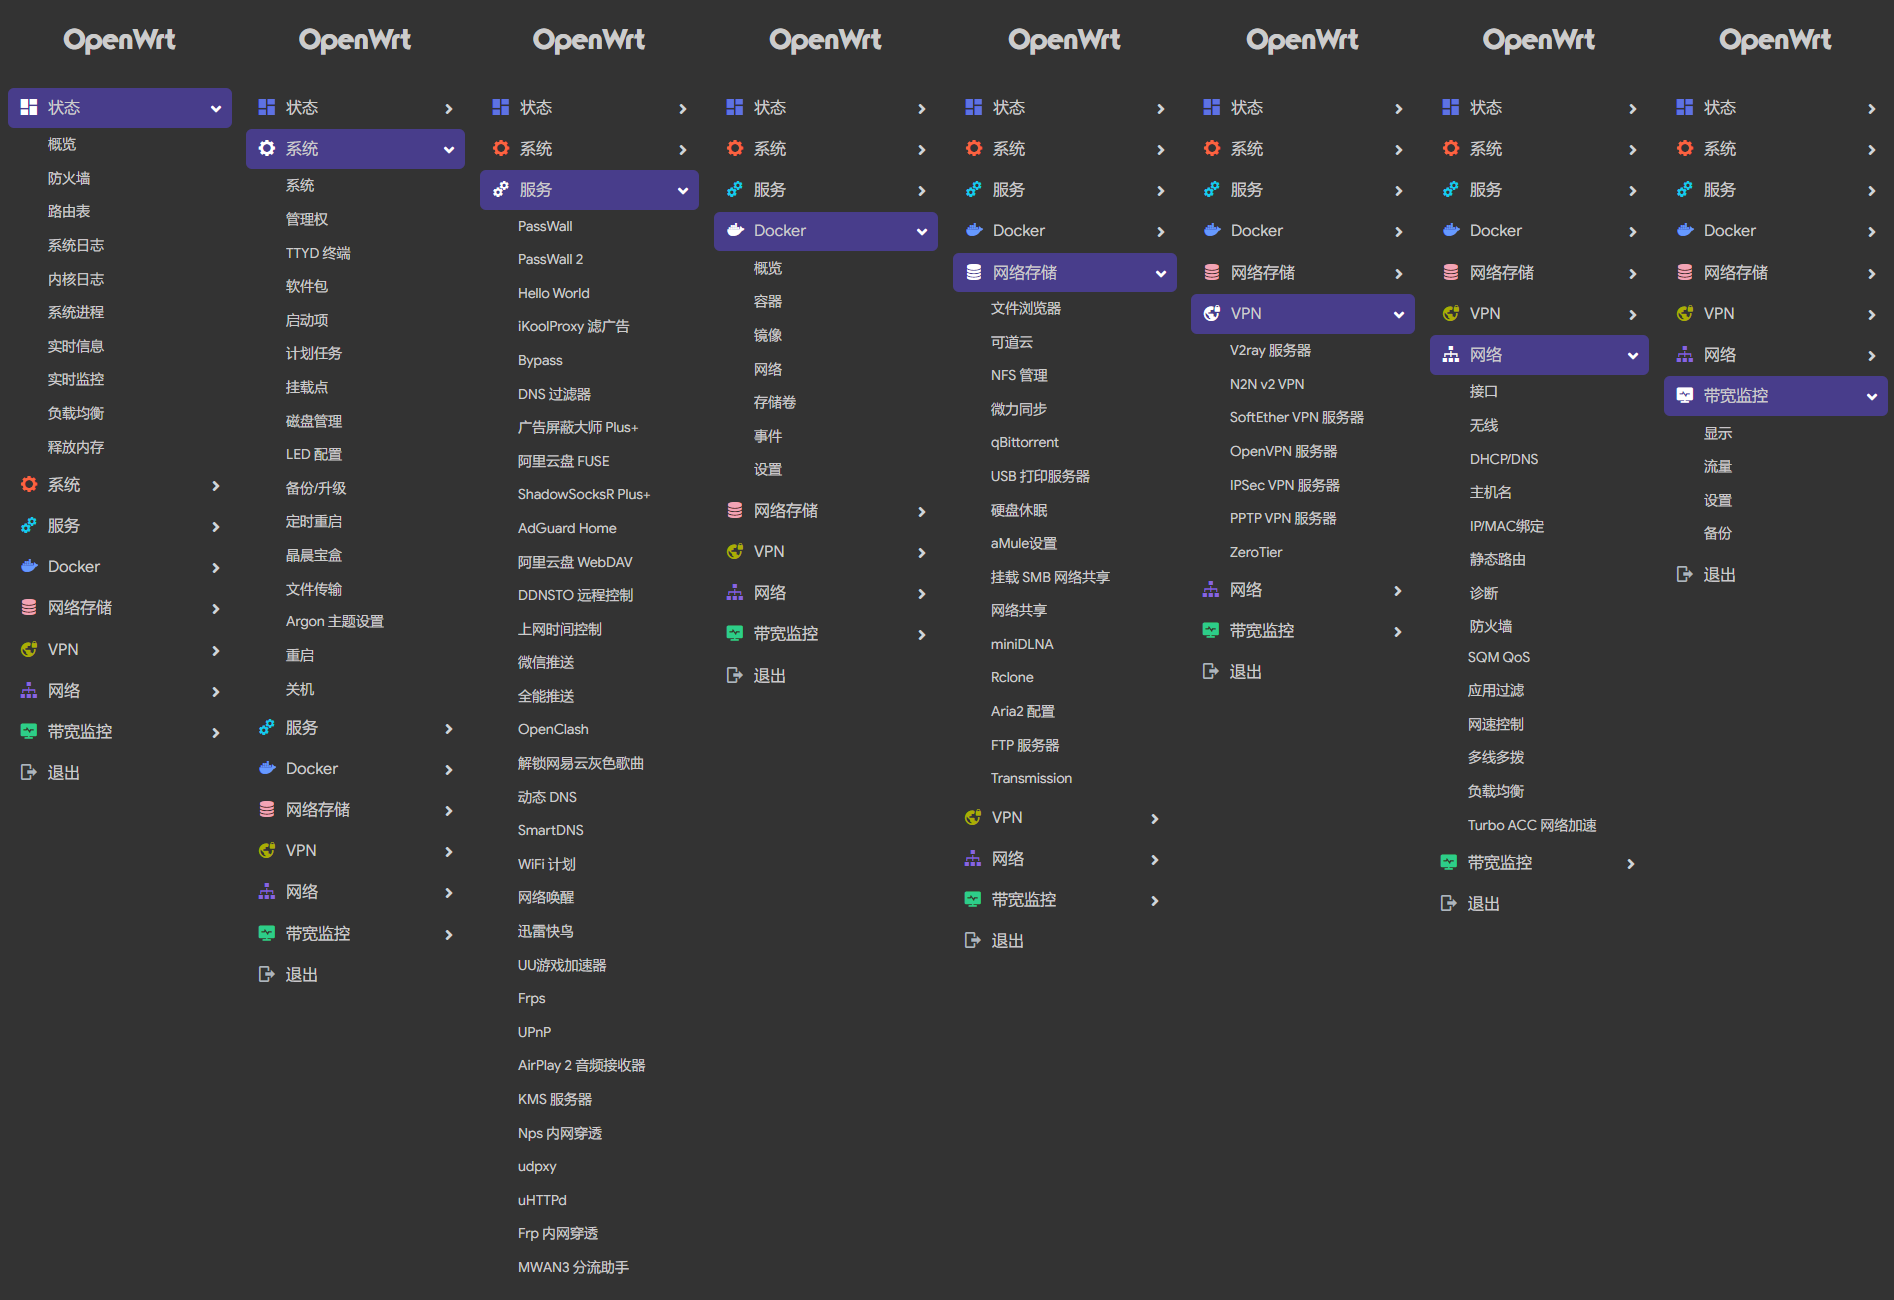 OpenWrt
状态
概览
防火墙
路由表
系统日志
内核日志
系统进程
实时信息
实时监控
负载均衡
释放内存
系统
服务
Docker
网络存储
VPN
网络
带宽监控
退出
OpenWrt
状态
系统
系统
管理权
TTYD 终端
软件包
启动项
计划任务
挂载点
磁盘管理
LED 配置
备份/升级
定时重启
晶晨宝盒
文件传输
Argon 主题设置
重启
关机
服务
Docker
网络存储
VPN
网络
带宽监控
退出
OpenWrt
状态
系统
服务
PassWall
PassWall 2
Hello World
iKoolProxy 滤广告
Bypass
DNS 过滤器
广告屏蔽大师 Plus+
阿里云盘 FUSE
ShadowSocksR Plus+
AdGuard Home
阿里云盘 WebDAV
DDNSTO 远程控制
上网时间控制
微信推送
全能推送
OpenClash
解锁网易云灰色歌曲
动态 DNS
SmartDNS
WiFi 计划
网络唤醒
迅雷快鸟
UU游戏加速器
Frps
UPnP
AirPlay 2 音频接收器
KMS 服务器
Nps 内网穿透
udpxy
uHTTPd
Frp 内网穿透
MWAN3 分流助手
OpenWrt
状态
系统
服务
Docker
概览
容器
镜像
网络
存储卷
事件
设置
网络存储
VPN
网络
带宽监控
退出
OpenWrt
状态
系统
服务
Docker
网络存储
文件浏览器
可道云
NFS 管理
微力同步
qBittorrent
USB 打印服务器
硬盘休眠
aMule设置
挂载 SMB 网络共享
网络共享
miniDLNA
Rclone
Aria2 配置
FTP 服务器
Transmission
VPN
网络
带宽监控
退出
OpenWrt
状态
系统
服务
Docker
网络存储
VPN
V2ray 服务器
N2N v2 VPN
SoftEther VPN 服务器
OpenVPN 服务器
IPSec VPN 服务器
PPTP VPN 服务器
ZeroTier
网络
带宽监控
退出
OpenWrt
状态
系统
服务
Docker
网络存储
VPN
网络
接口
无线
DHCP/DNS
主机名
IP/MAC绑定
静态路由
诊断
防火墙
SQM QoS
应用过滤
网速控制
多线多拨
负载均衡
Turbo ACC 网络加速
带宽监控
退出
OpenWrt
状态
系统
服务
Docker
网络存储
VPN
网络
带宽监控
显示
流量
设置
备份
退出